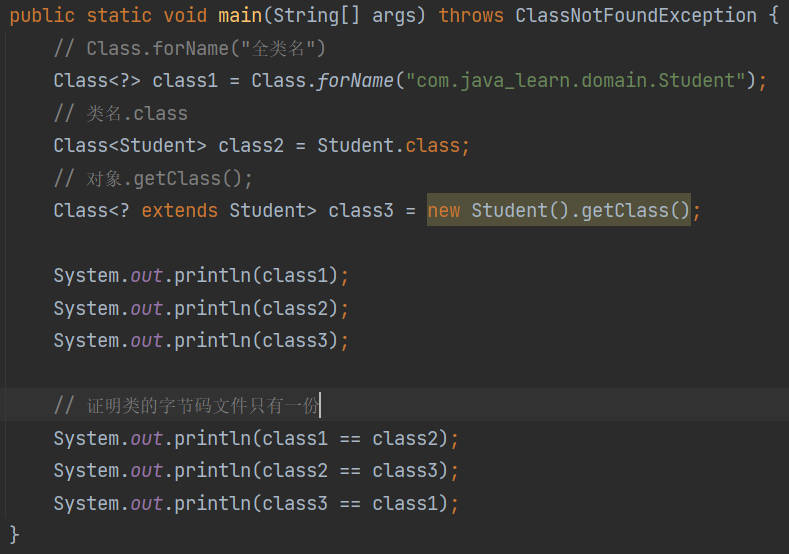 public static void main(String[] args) throws ClassNotFoundException {
// Class.forName("全类名")
Class<?> class1 = Class.forName("com.java_learn.domain.Student");
// 类名.class
Class<Student> class2 = Student.class;
// 对象.getClass();
Class<? extends Student> class3 = new Student().getClass();
System.out.println(class1);
System.out.println(class2);
System.out.println(class3);
// 证明类的字节码文件只有一份
System.out.println(class1 == class2);
System.out.println(class2 == class3);
System.out.println(class3 == class1);
}